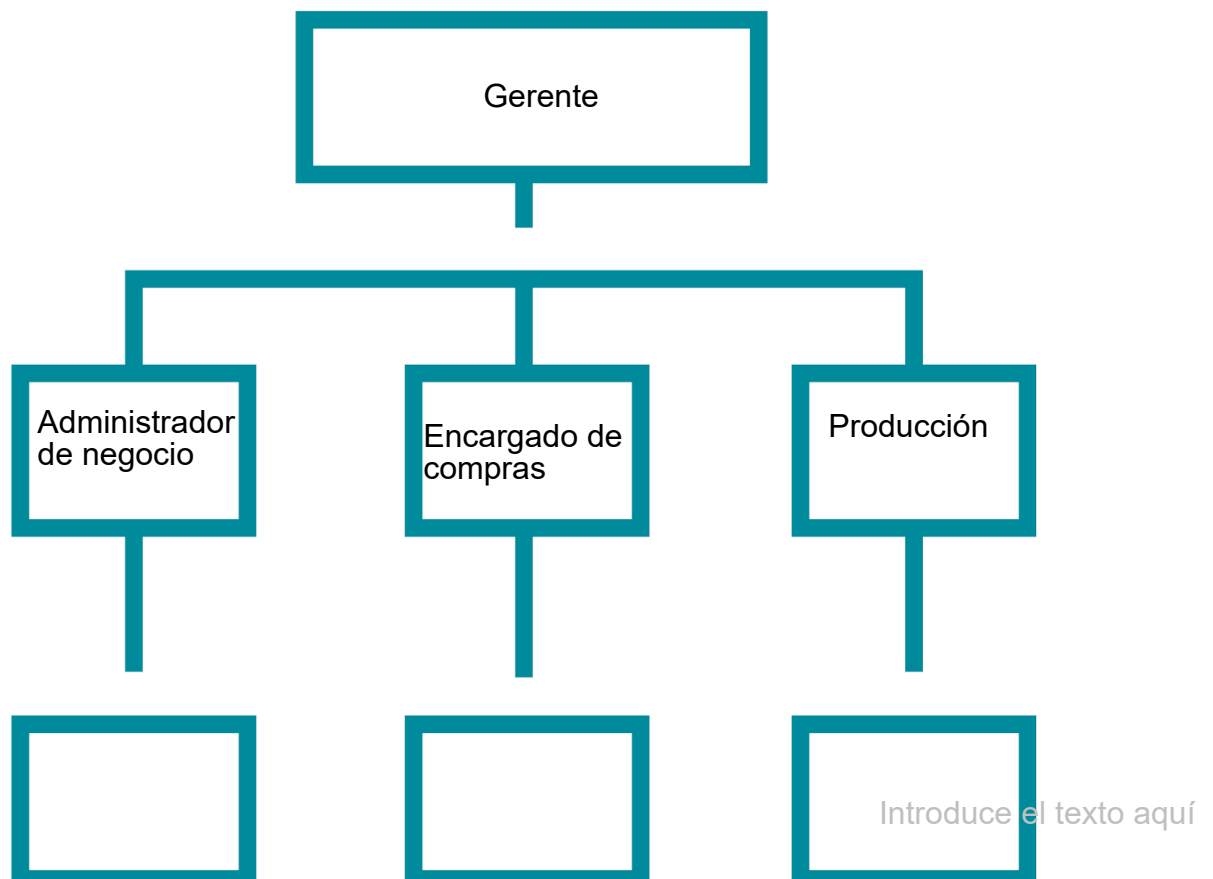 Gerente
Administrador
de negocio
Encargado de
compras
Producción
Introduce el texto aquí